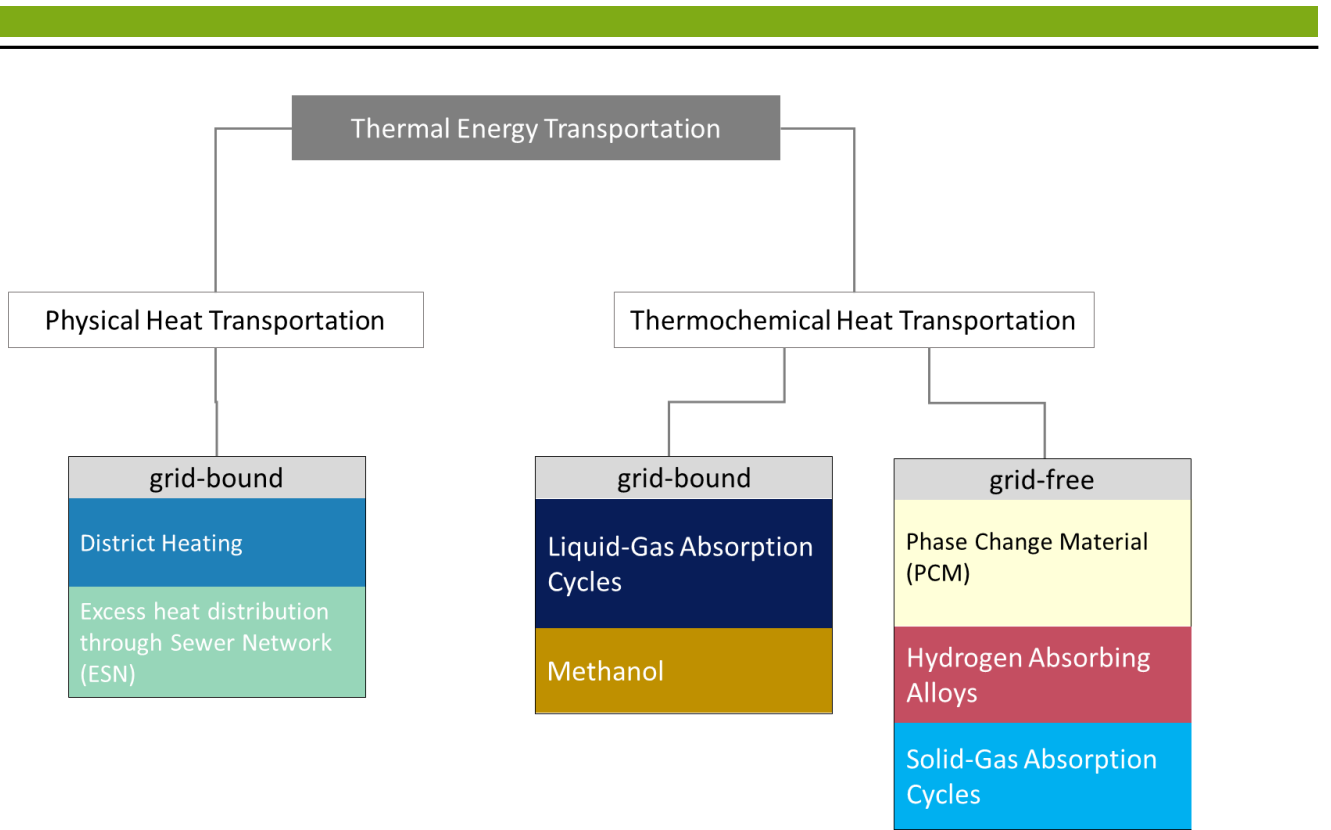 Thermal Energy Transportation
Physical Heat Transportation
Thermochemical Heat Transportation
grid-bound
District Heating
Excess heat distribution
through Sewer Network
(ESN)
grid-bound
Liquid-Gas Absorption
Cycles
Methanol
grid-free
Phase Change Material
(PCM)
Hydrogen Absorbing
Alloys
Solid-Gas Absorption
Cycles